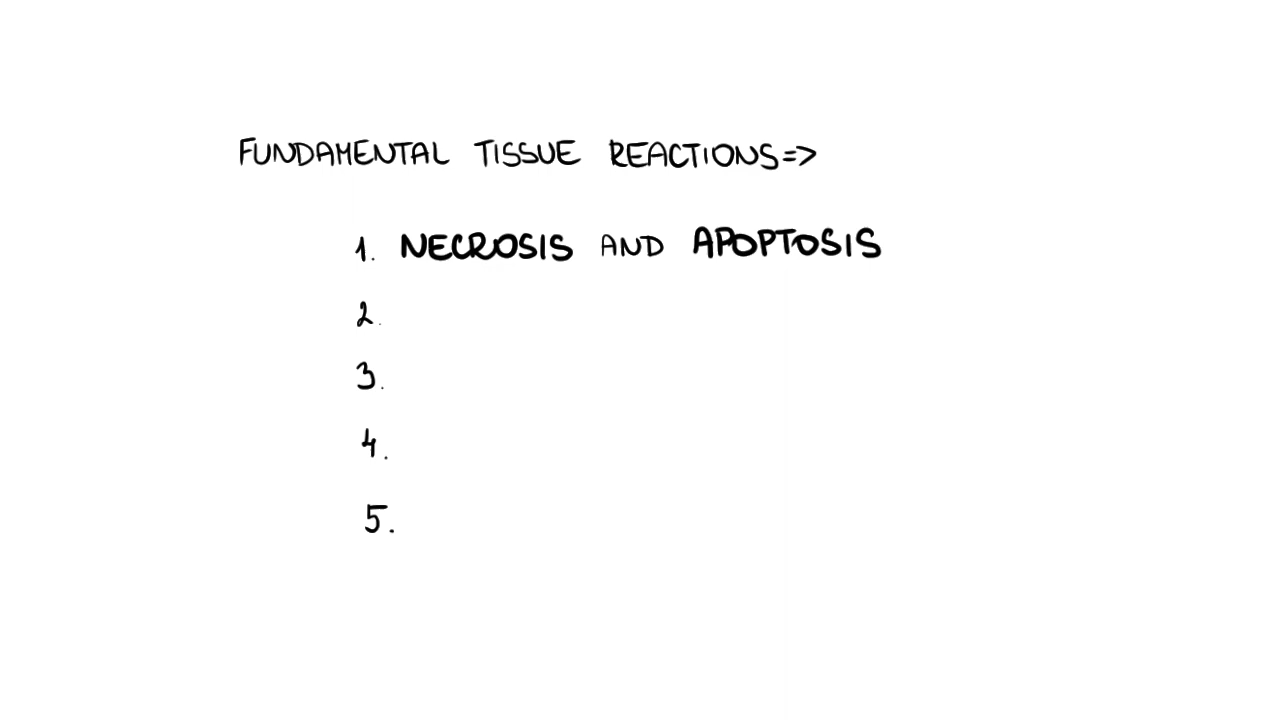 FUNDAMENTAL TISSUE REACTIONS=>
1. NECROSIS AND APOPTOSIS
2.
3.
4.
5.